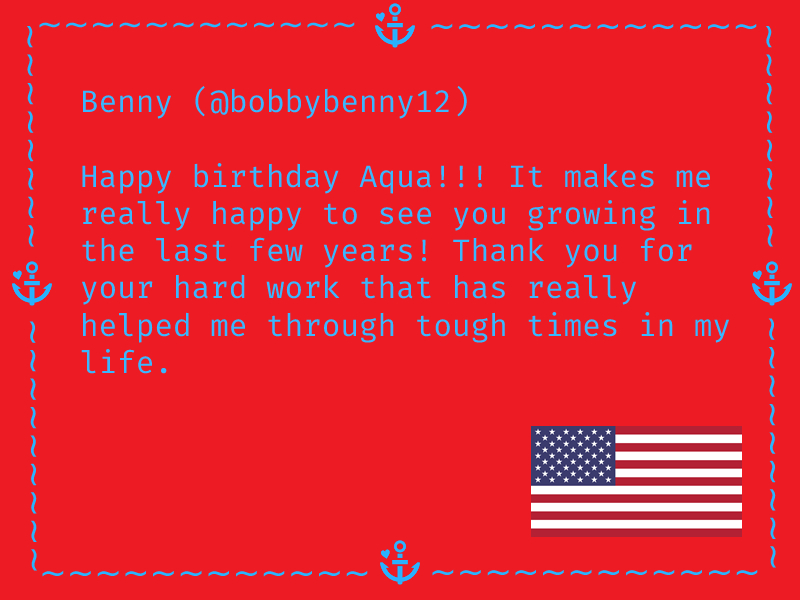 Benny (@bobbybenny12)
Happy birthday Aqua!!! It makes me
really happy to see you growing in
the last few years! Thank you for
your hard work that has really
helped me through tough times in my
life.